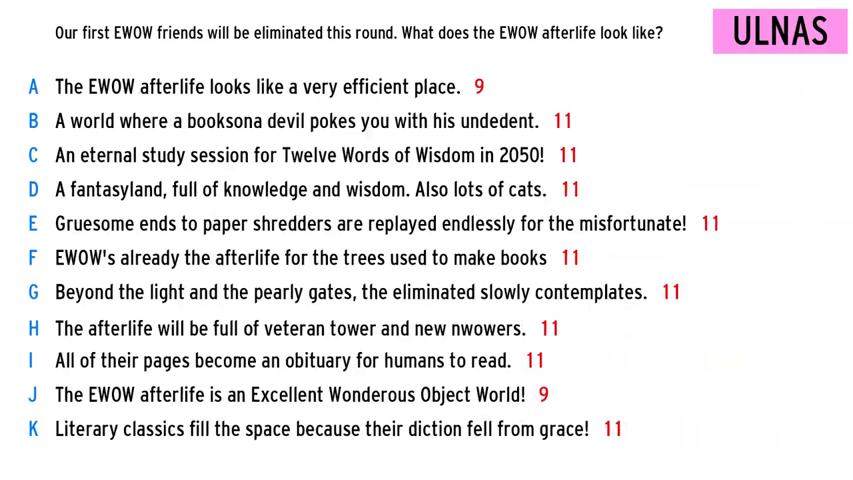 Our first EWOW friends will be eliminated this round. What does the EWOW afterlife look like?
ULNAS
A The EWOW afterlife looks like a very efficient place. 9
B A world where a booksona devil pokes you with his undedent. 11
C An eternal study session for Twelve Words of Wisdom in 2050! 11
D A fantasyland, full of knowledge and wisdom. Also lots of cats. 11
E Gruesome ends to paper shredders are replayed endlessly for the misfortunate! 11
F EWOW's already the afterlife for the trees used to make books 11
G Beyond the light and the pearly gates, the eliminated slowly contemplates. 11
H The afterlife will be full of veteran tower and new nwowers. 11
I All of their pages become an obituary for humans to read. 11
J The EWOW afterlife is an Excellent Wonderous Object World! 9
K Literary classics fill the space because their diction fell from grace! 11